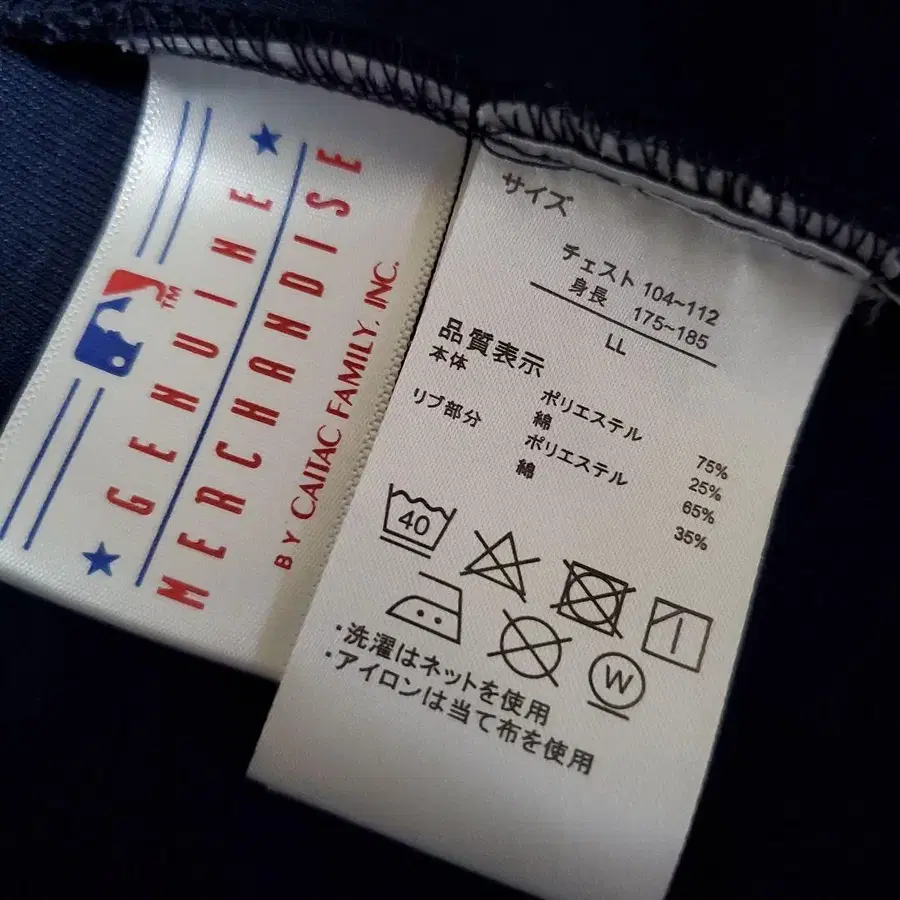 GENUINE
MERCHANDISE
BY CAITAC FAMILY, INC.
TM
サイズ
チェスト 104~112
身長 175~185
LL
品質表示
本体 ポリエステル 75%
綿 25%
リブ部分 ポリエステル 65%
綿 35%
40
W
・洗濯はネットを使用
・アイロンは当て布を使用